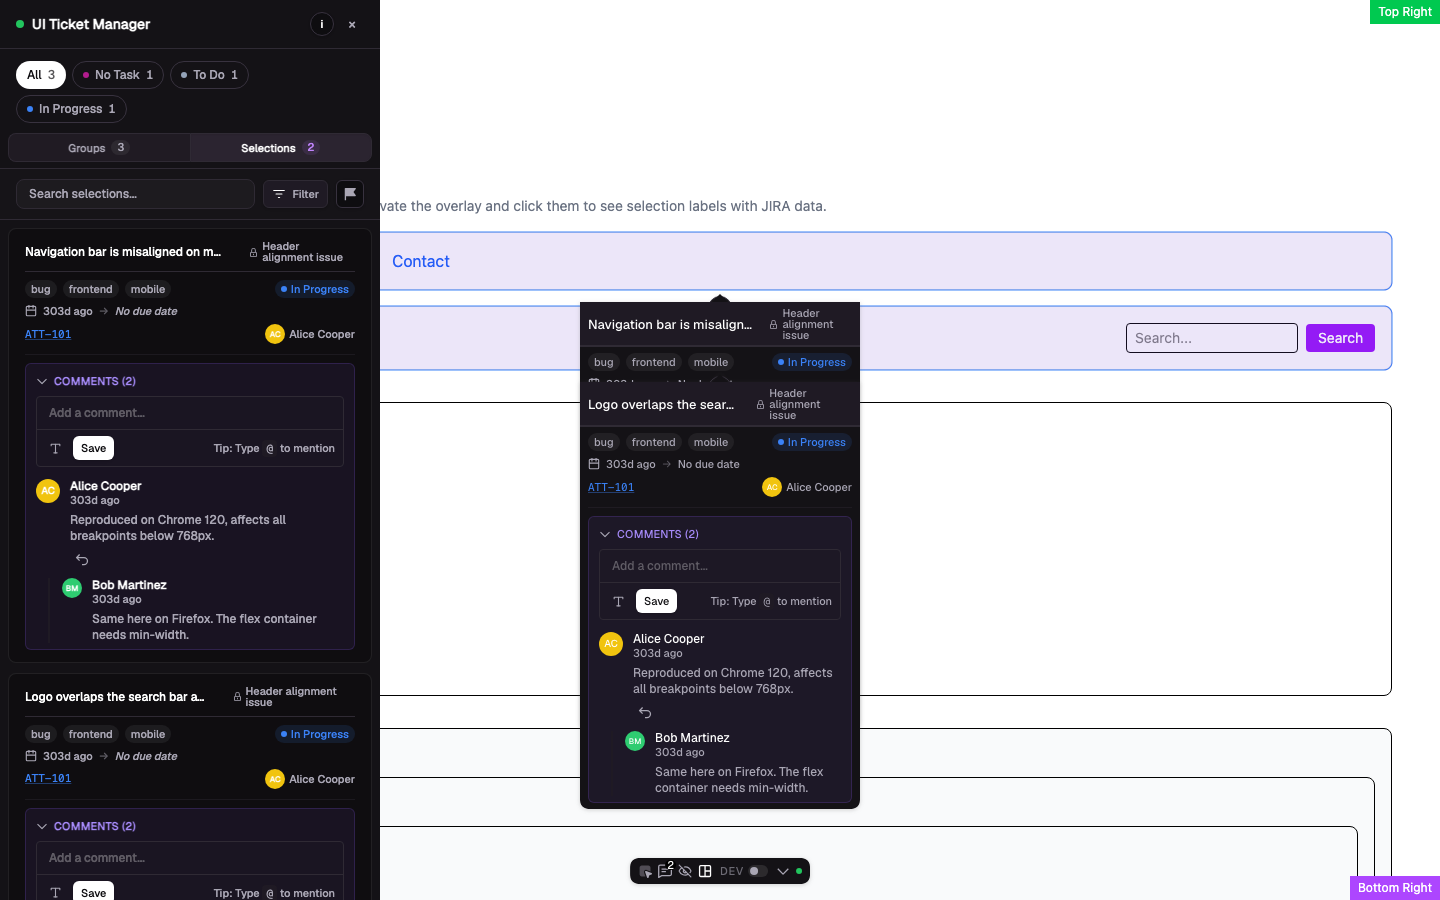 UI Ticket Manager
i
×
All 3
No Task 1
To Do 1
In Progress 1
Groups 3
Selections 2
Search selections...
Filter
Navigation bar is misaligned on m...
Header
alignment issue
bug
frontend
mobile
In Progress
303d ago → No due date
ATT-101
AC
Alice Cooper
COMMENTS (2)
Add a comment...
T
Save
Tip: Type @ to mention
AC
Alice Cooper
303d ago
Reproduced on Chrome 120, affects all
breakpoints below 768px.
BM
Bob Martinez
303d ago
Same here on Firefox. The flex container
needs min-width.
Logo overlaps the search bar a...
Header alignment
issue
bug
frontend
mobile
In Progress
303d ago → No due date
ATT-101
AC
Alice Cooper
COMMENTS (2)
Add a comment...
T
Save
Tip: Type @ to mention
Top Right
vate the overlay and click them to see selection labels with JIRA data.
Contact
Search...
Search
Navigation bar is misalign...
Header
alignment
issue
bug
frontend
mobile
In Progress
Logo overlaps the sear...
Header
alignment
issue
bug
frontend
mobile
In Progress
303d ago → No due date
ATT-101
AC
Alice Cooper
COMMENTS (2)
Add a comment...
T
Save
Tip: Type @ to mention
AC
Alice Cooper
303d ago
Reproduced on Chrome 120, affects
all breakpoints below 768px.
BM
Bob Martinez
303d ago
Same here on Firefox. The flex
container needs min-width.
2
DEV
Bottom Right